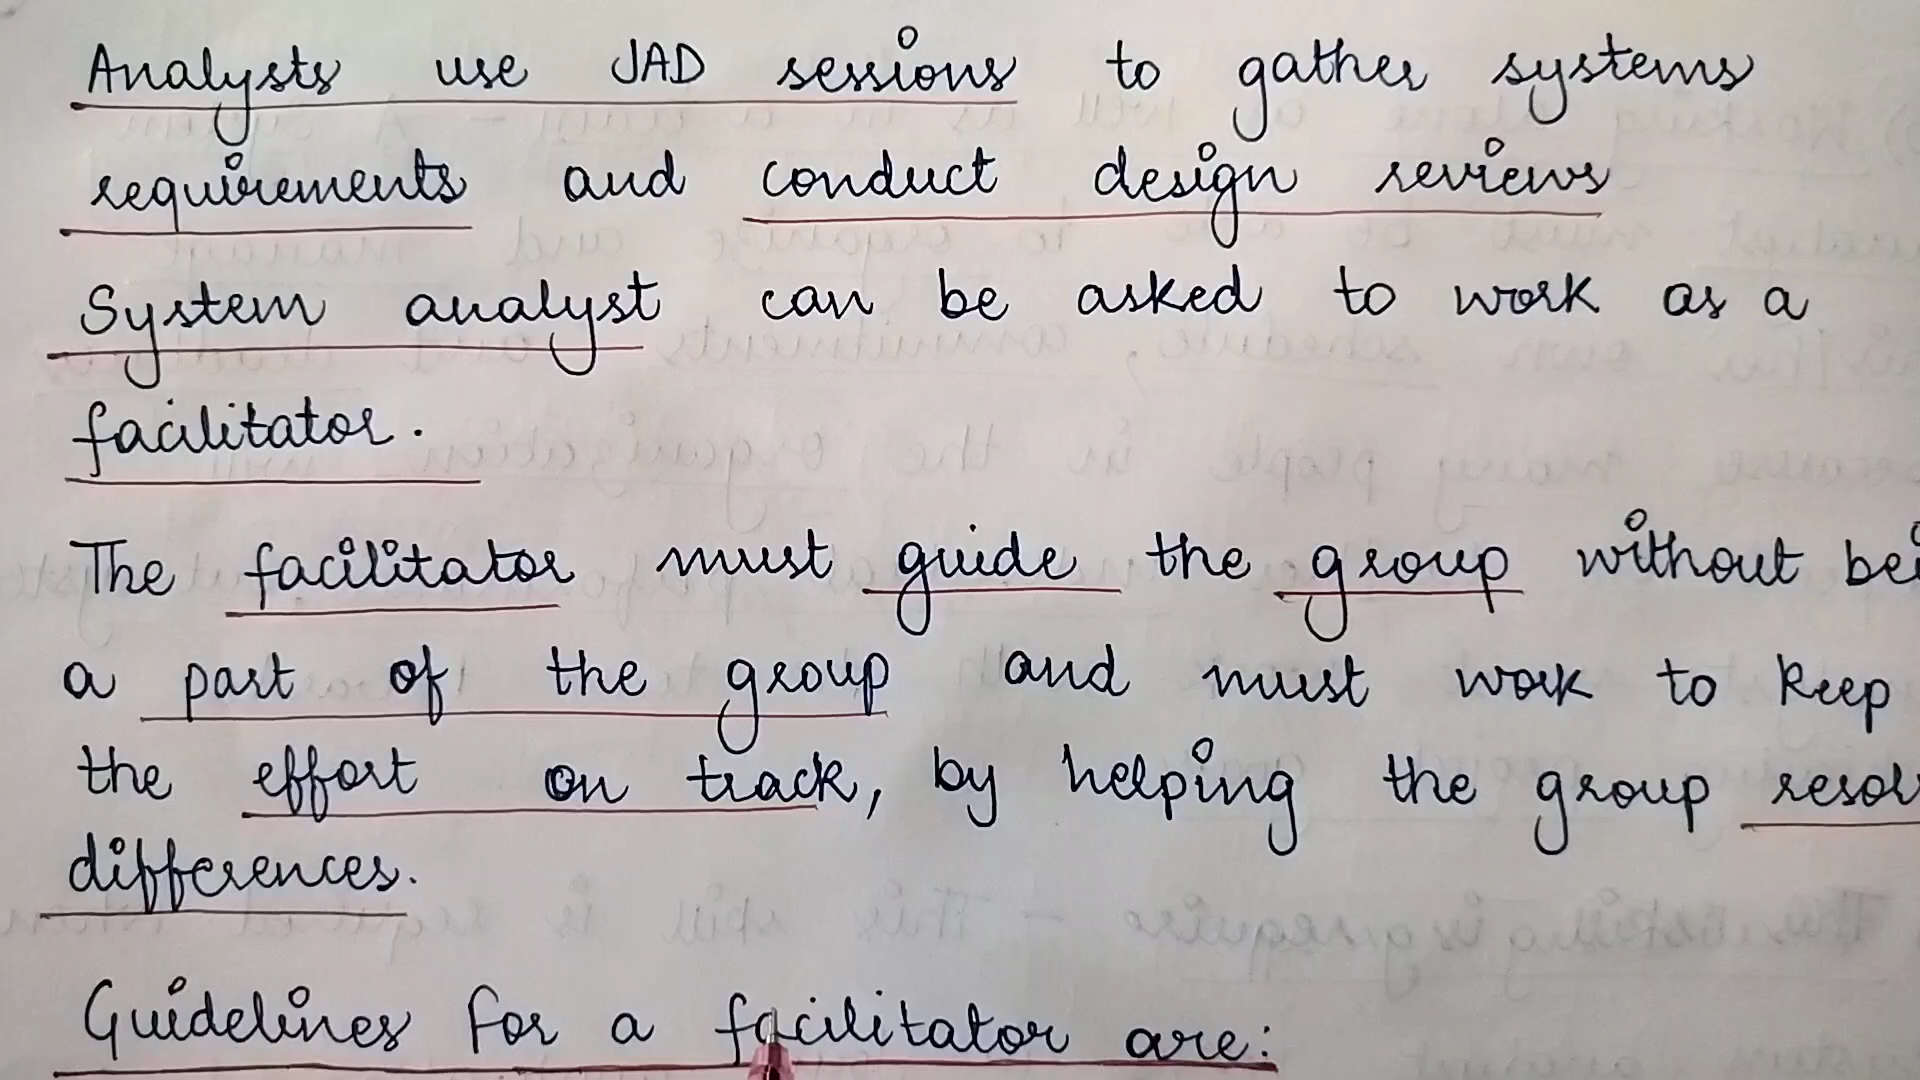 Analysts use JAD sessions to gather systems
requirements and conduct design reviews
System analyst can be asked to work as a
facilitator.
The facilitator must guide the group without bei
a part of the group and must work to keep
the effort on track, by helping the group resol
differences.
Guidelines for a facilitator are: